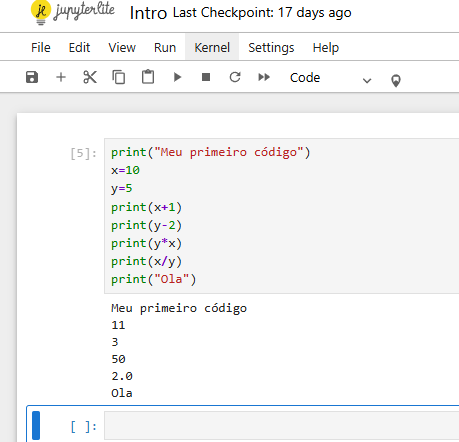 jupyterlite Intro Last Checkpoint: 17 days ago
File Edit View Run Kernel Settings Help
Code
[5]: print("Meu primeiro código")
x=10
y=5
print(x+1)
print(y-2)
print(y*x)
print(x/y)
print("Ola")
Meu primeiro código
11
3
50
2.0
Ola
[ ]: